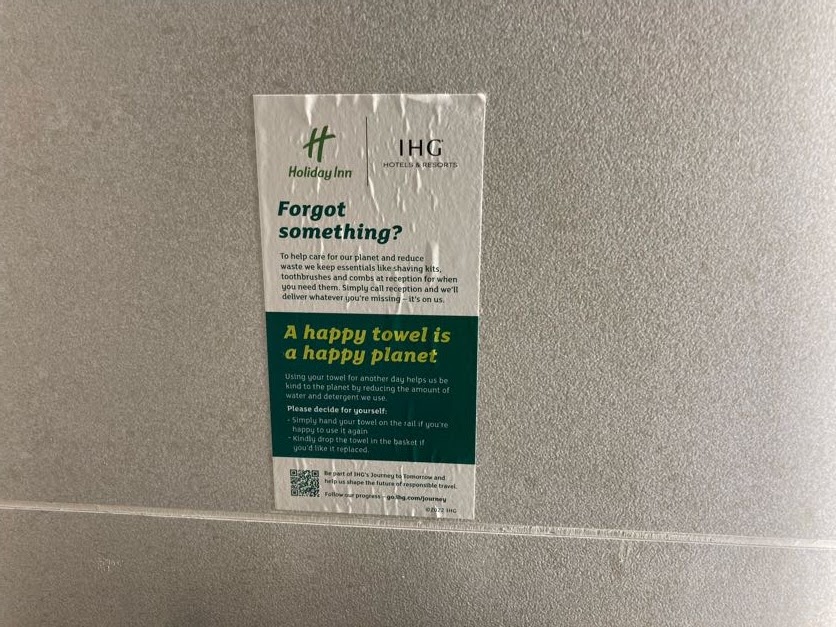 Holiday Inn
IHG
HOTELS & RESORTS
Forgot
something?
To help care for our planet and reduce
waste we keep essentials like shaving kits,
toothbrushes and combs at reception for when
you need them. Simply call reception and we'll
deliver whatever you're missing – it's on us.
A happy towel is
a happy planet
Using your towel for another day helps us be
kind to the planet by reducing the amount of
water and detergent we use.
Please decide for yourself:
- Simply hand your towel on the rail if you're
happy to use it again
- Kindly drop the towel in the basket if
you'd like it replaced.
Be part of IHG's Journey to Tomorrow and
help us shape the future of responsible travel.
Follow our progress – go.ihg.com/journey
©2022 IHG